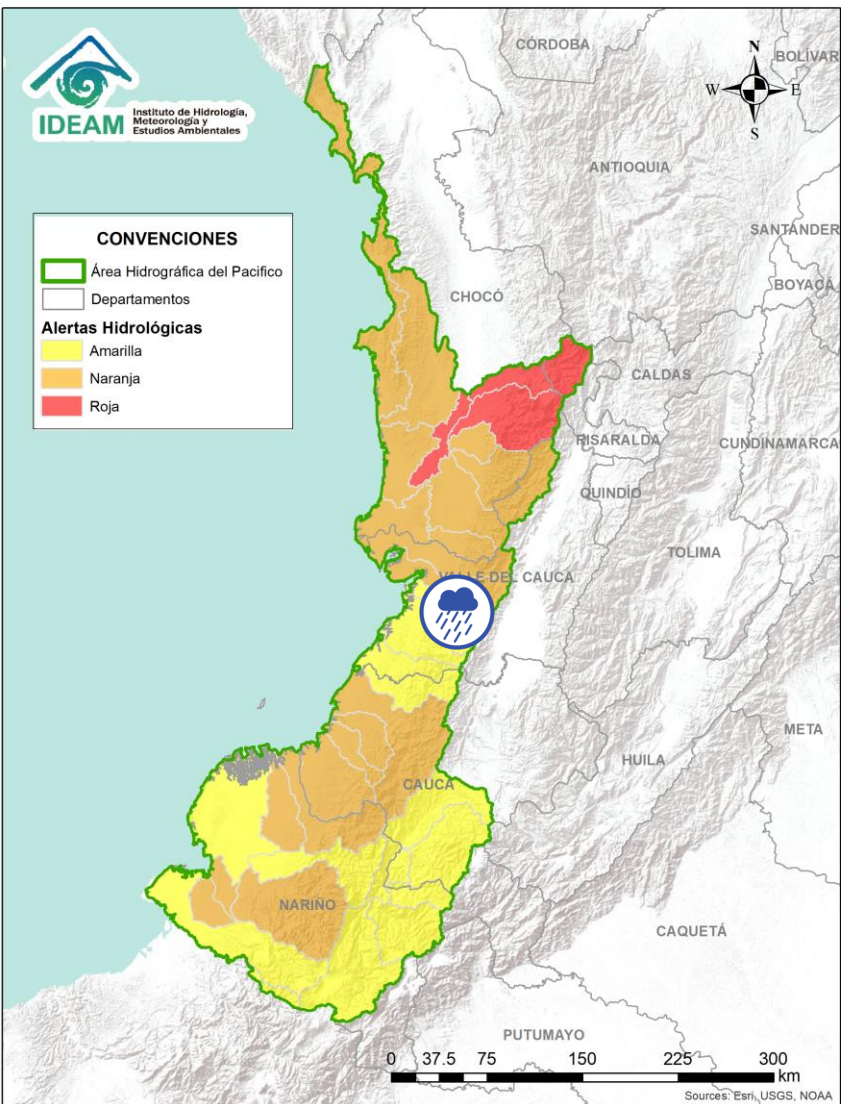 IDEAM
Instituto de Hidrología,
Meteorología y
Estudios Ambientales
CÓRDOBA
N
BOLÍVAR
W
E
S
ANTIOQUIA
SANTANDER
CONVENCIONES
Área Hidrográfica del Pacifico
Departamentos
Alertas Hidrológicas
Amarilla
Naranja
Roja
BOYACÁ
CHOCÓ
CALDAS
RISARALDA
CUNDINAMARCA
QUINDÍO
TOLIMA
VALLE DEL CAUCA
META
HUILA
CAUCA
NARIÑO
CAQUETÁ
PUTUMAYO
0 37.5 75 150 225 300
km
Sources: Esri, USGS, NOAA